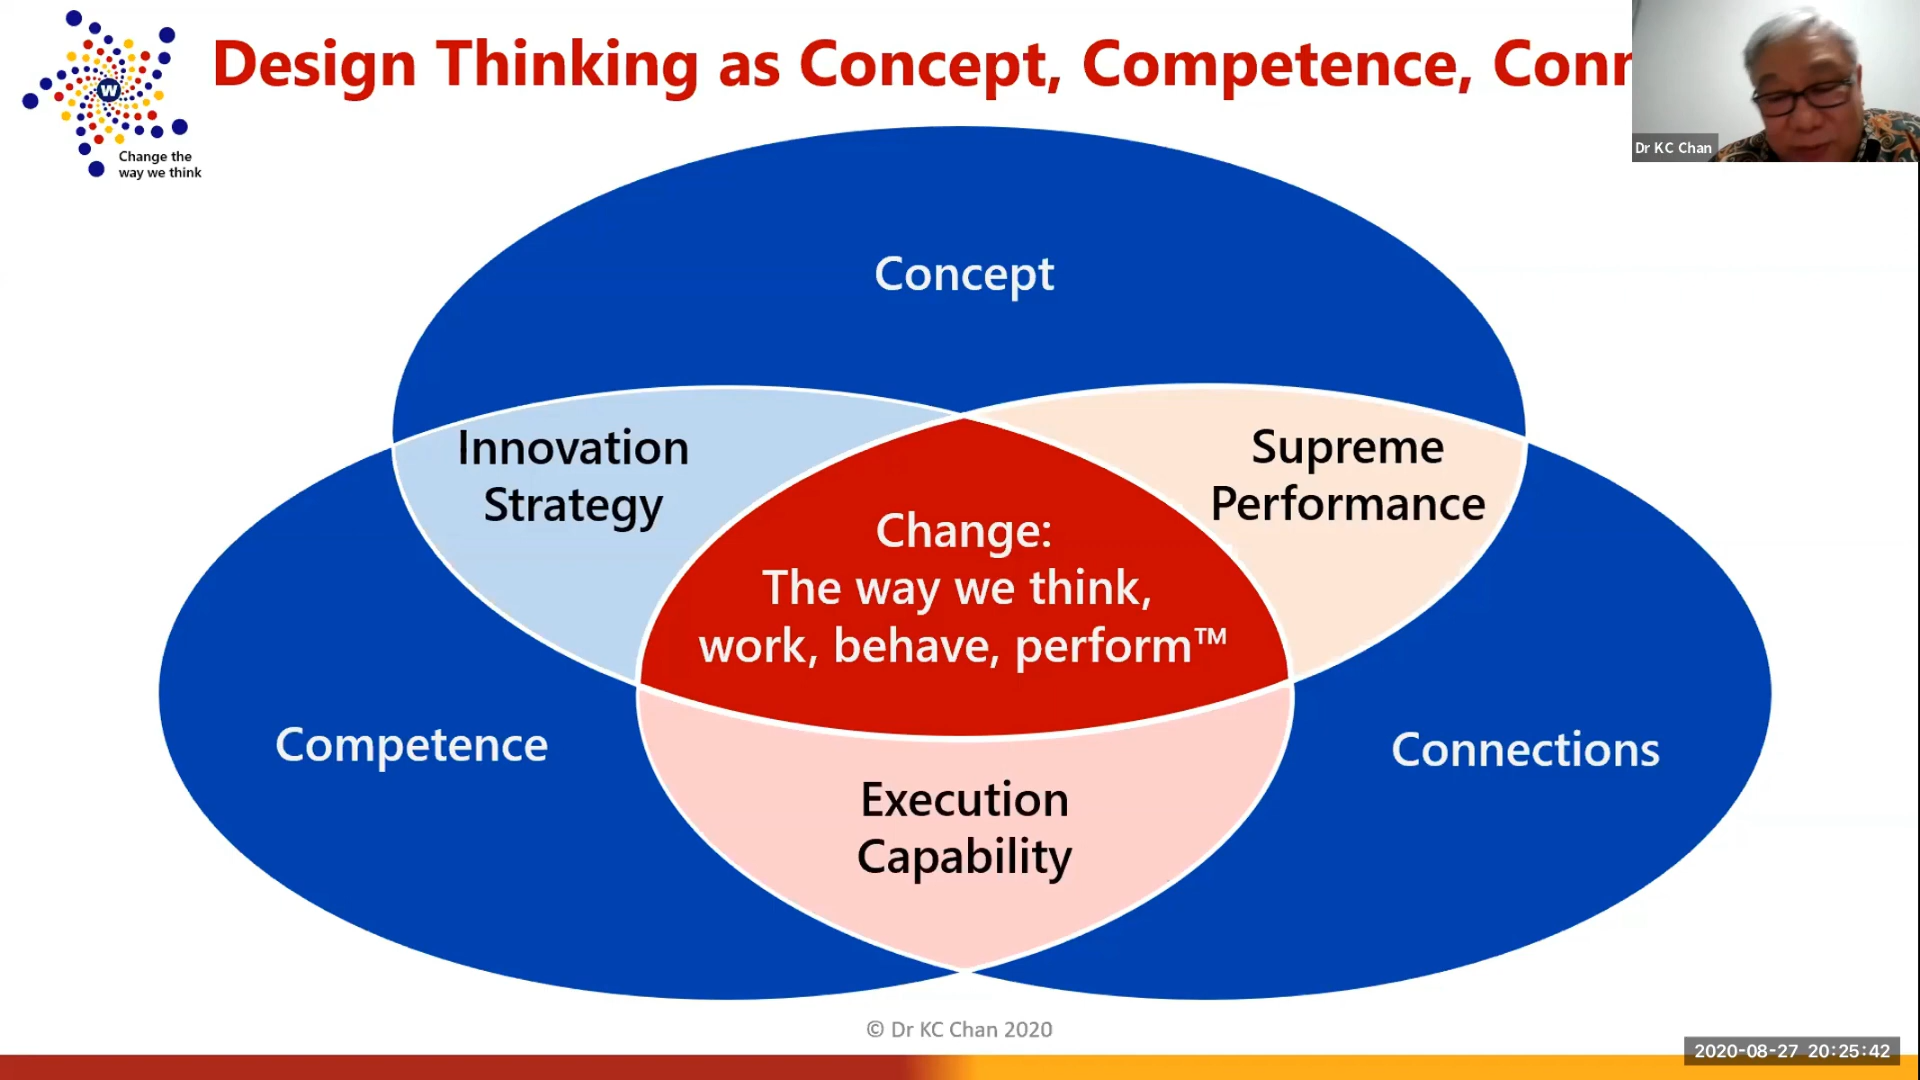 Design Thinking as Concept, Competence,
Dr KC Chan
W
Change the
way we think
Concept
Innovation
Strategy
Supreme
Performance
Change:
The way we think,
work, behave, perform™
Competence
Connections
Execution
Capability
© Dr KC Chan 2020
2020-08-27 20:25:42